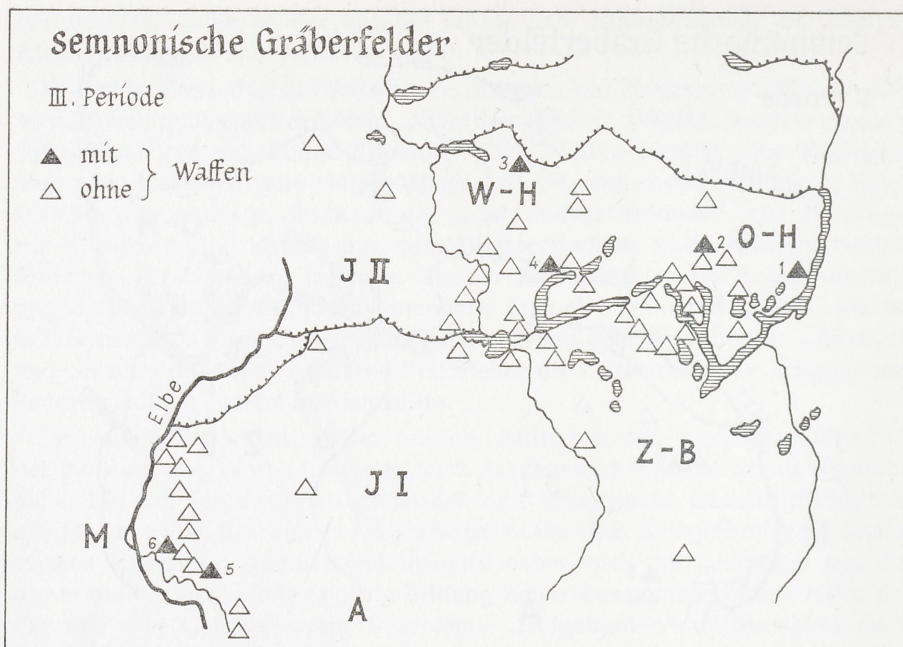 Semnonische Gräberfelder
III. Periode
mit
ohne
Waffen
3
W-H
2
O-H
1
4
J II
Elbe
Z-B
J I
M
6
5
A